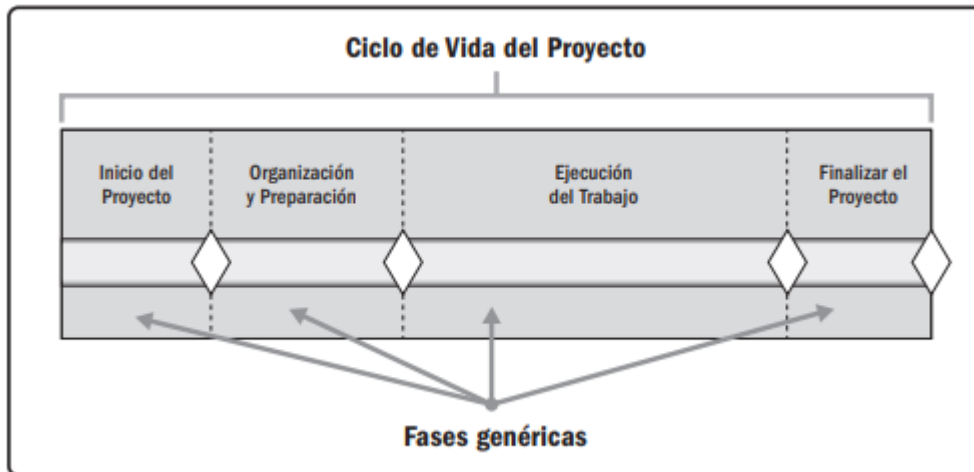 Ciclo de Vida del Proyecto
Inicio del
Proyecto
Organización
y Preparación
Ejecución
del Trabajo
Finalizar el
Proyecto
Fases genéricas